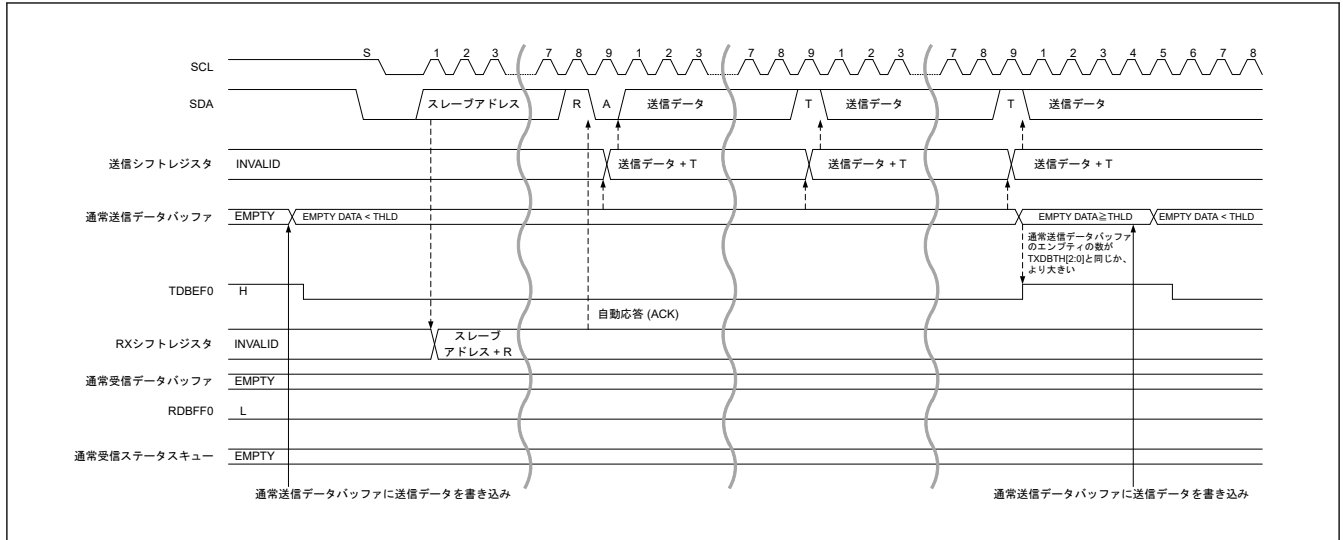 S 1 2 3 7 8 9 1 2 3 7 8 9 1 2 3 7 8 9 1 2 3 4 5 6 7 8
SCL
SDA スレーブアドレス R A 送信データ T 送信データ T 送信データ
送信シフトレジスタ INVALID 送信データ + T 送信データ + T 送信データ + T
通常送信データバッファ EMPTY EMPTY DATA < THLD EMPTY DATA≧THLD EMPTY DATA < THLD
通常送信データバッファ
のエンプティの数が
TXDBTH[2:0]と同じか、
より大きい
TDBEF0 H
自動応答 (ACK)
RXシフトレジスタ INVALID スレーブ
アドレス + R
通常受信データバッファ EMPTY
RDBFF0 L
通常受信ステータスキュー EMPTY
通常送信データバッファに送信データを書き込み 通常送信データバッファに送信データを書き込み